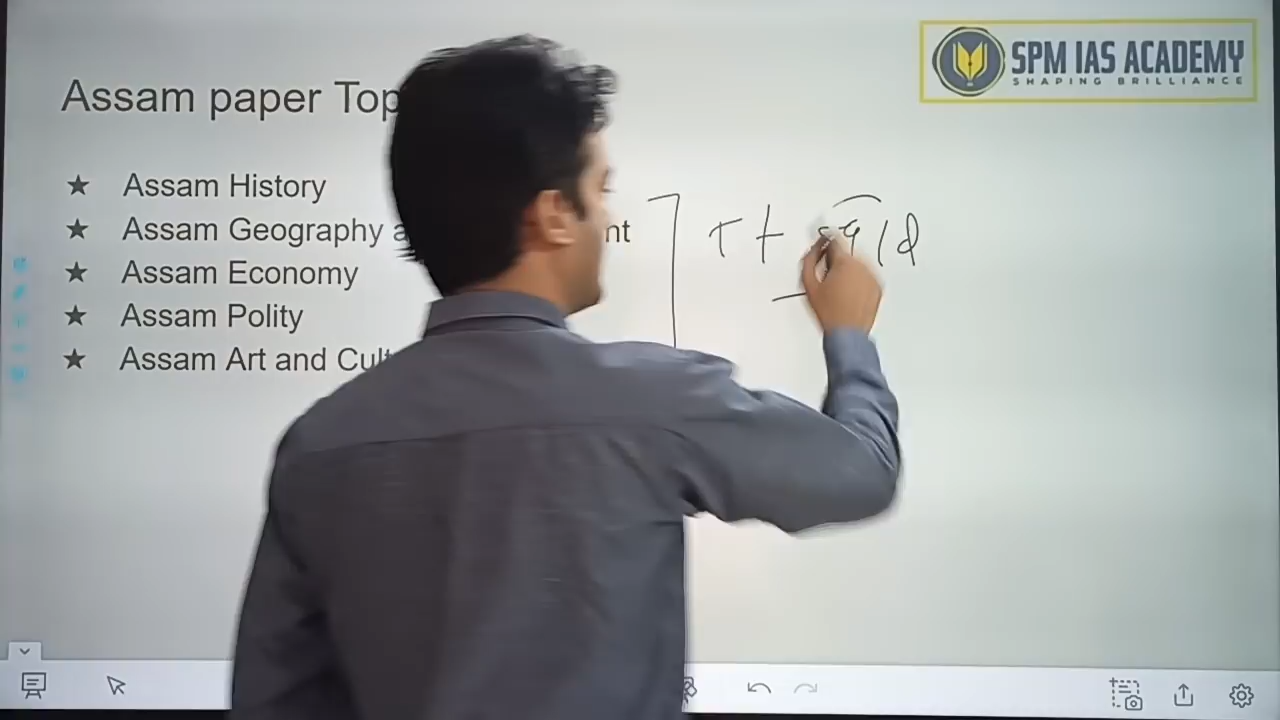 SPM IAS ACADEMY
SHAPING BRILLIANCE
Assam paper Top
★ Assam History
★ Assam Geography a nt
★ Assam Economy
★ Assam Polity
★ Assam Art and Cult